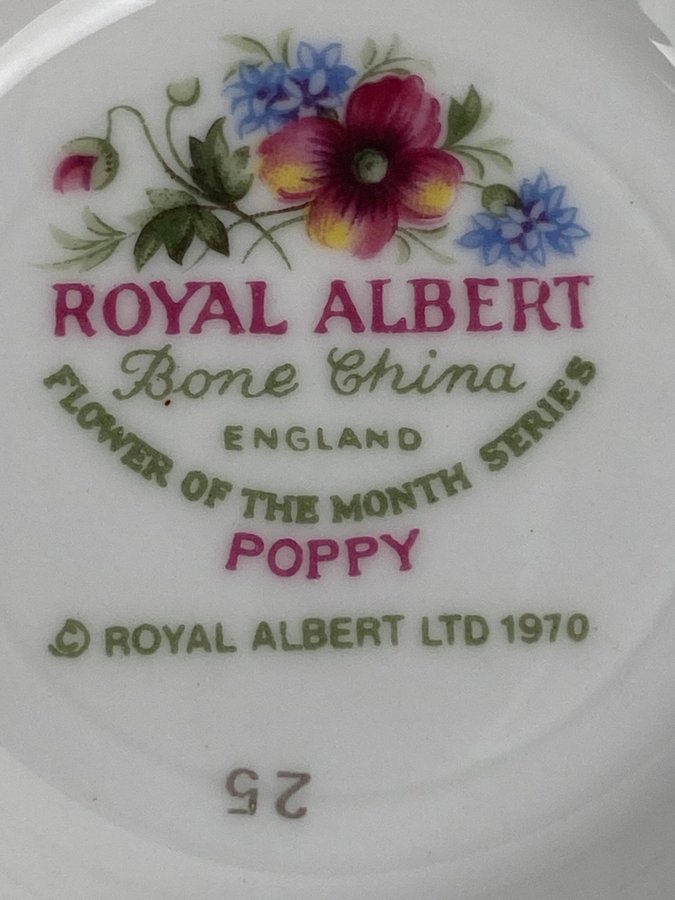 ROYAL ALBERT
Bone China
ENGLAND
FLOWER OF THE MONTH SERIES
POPPY
© ROYAL ALBERT LTD 1970
25